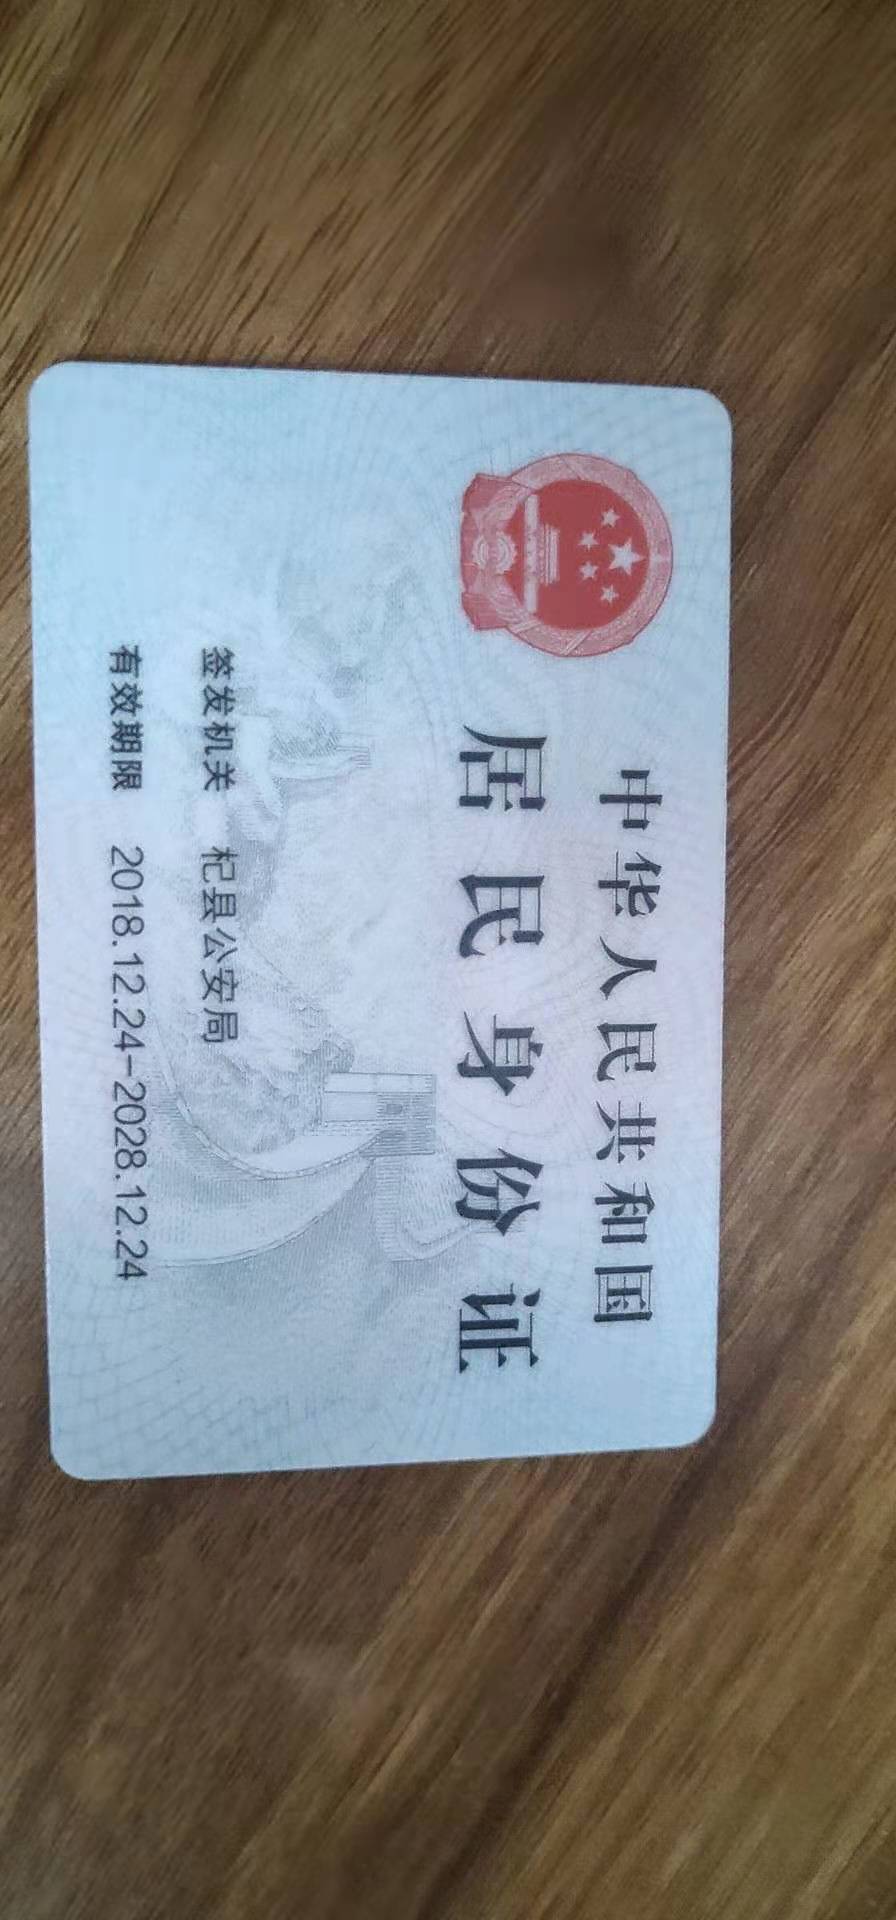 中华人民共和国
居民身份证
签发机关 杞县公安局
有效期限 2018.12.24-2028.12.24